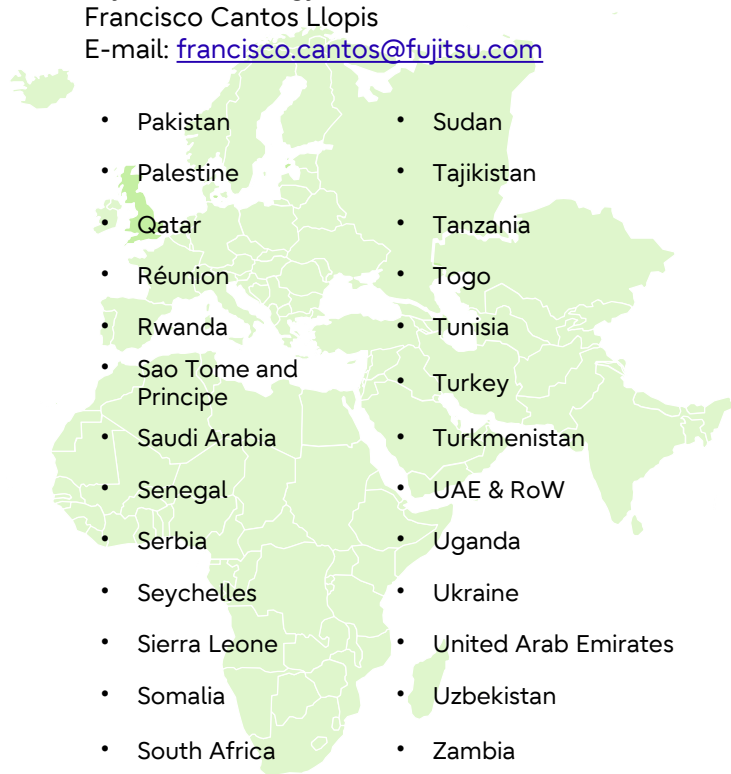 Francisco Cantos Llopis
E-mail: francisco.cantos@fujitsu.com
• Pakistan
• Palestine
• Qatar
• Réunion
• Rwanda
• Sao Tome and
Principe
• Saudi Arabia
• Senegal
• Serbia
• Seychelles
• Sierra Leone
• Somalia
• South Africa
• Sudan
• Tajikistan
• Tanzania
• Togo
• Tunisia
• Turkey
• Turkmenistan
• UAE & RoW
• Uganda
• Ukraine
• United Arab Emirates
• Uzbekistan
• Zambia